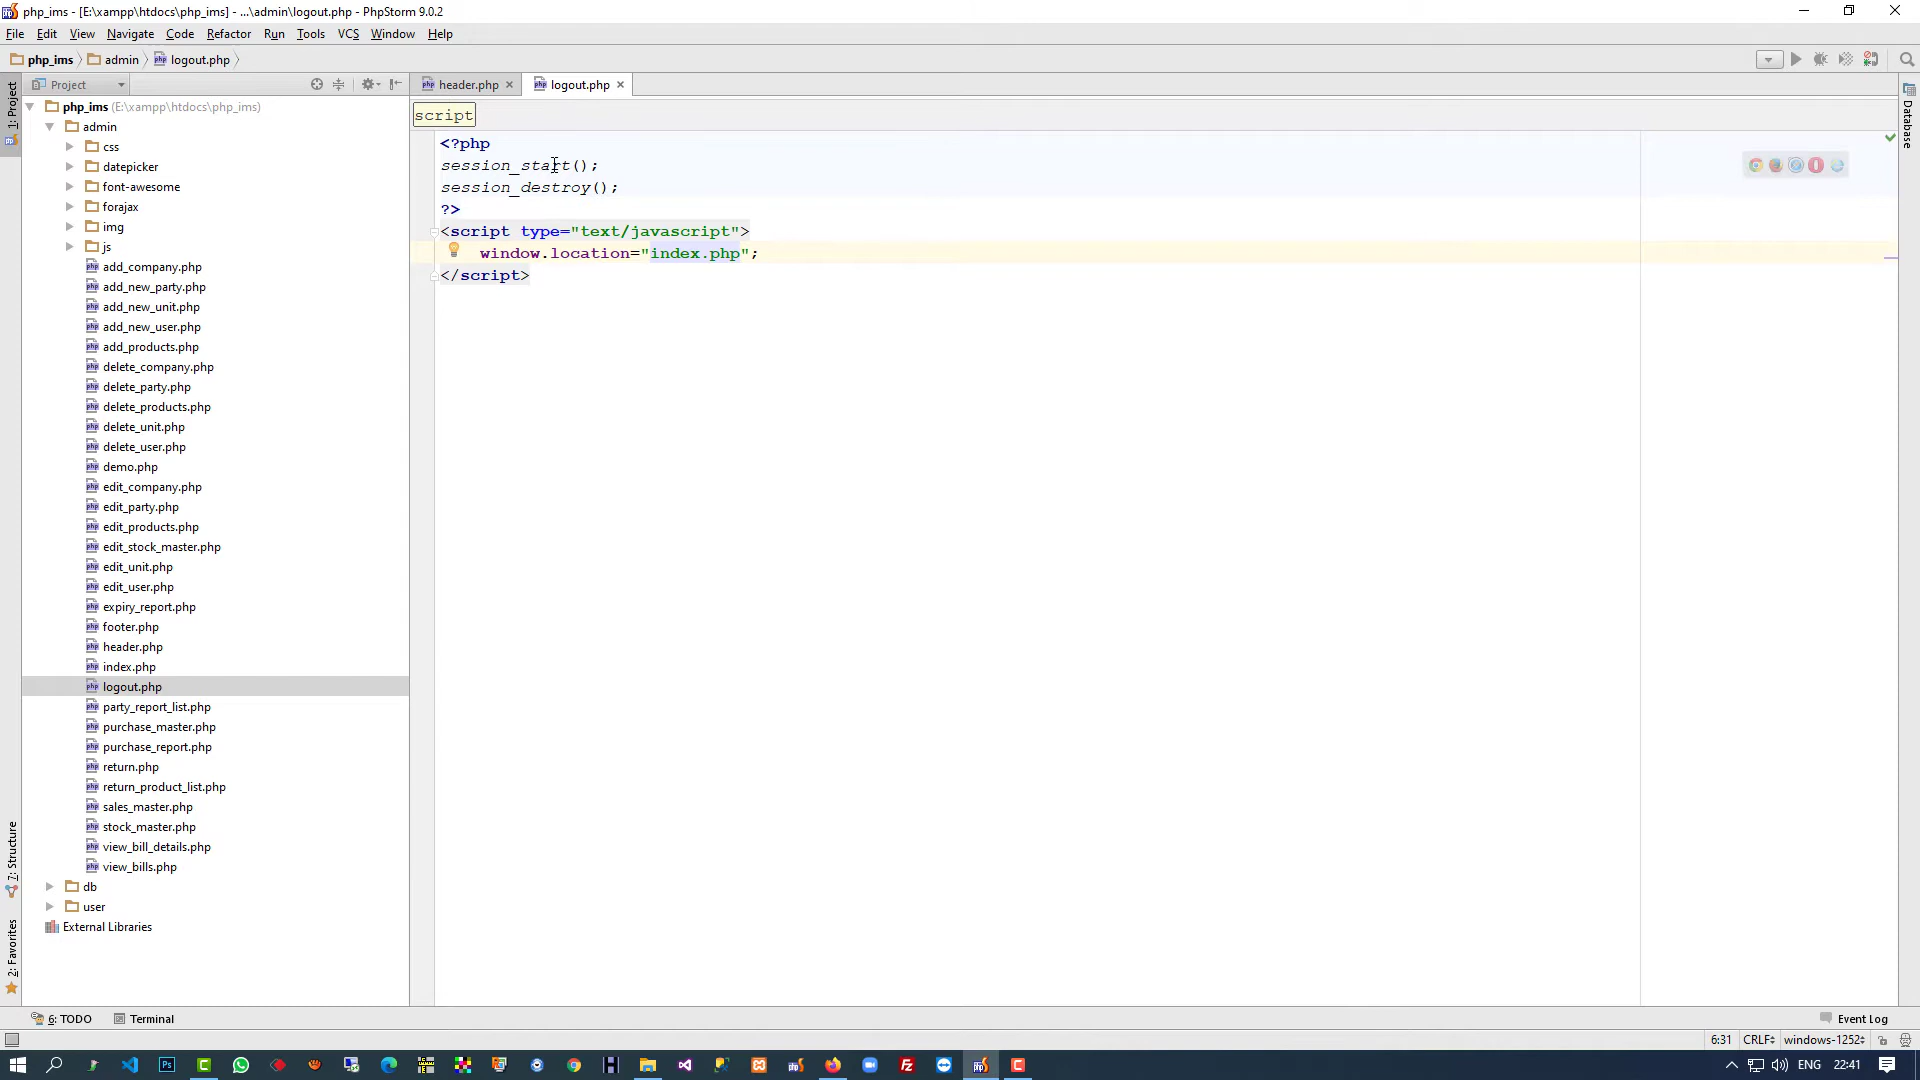 php_ims - [E:\xampp\htdocs\php_ims] - ...\admin\logout.php - PhpStorm 9.0.2
File Edit View Navigate Code Refactor Run Tools VCS Window Help
php_ims admin logout.php
Project
header.php
logout.php
1: Project
Database
script
php_ims (E:\xampp\htdocs\php_ims)
admin
css
datepicker
font-awesome
forajax
img
js
add_company.php
add_new_party.php
add_new_unit.php
add_new_user.php
add_products.php
delete_company.php
delete_party.php
delete_products.php
delete_unit.php
delete_user.php
demo.php
edit_company.php
edit_party.php
edit_products.php
edit_stock_master.php
edit_unit.php
edit_user.php
expiry_report.php
footer.php
header.php
index.php
logout.php
party_report_list.php
purchase_master.php
purchase_report.php
return.php
return_product_list.php
sales_master.php
stock_master.php
view_bill_details.php
view_bills.php
db
user
External Libraries
<?php
session_start();
session_destroy();
?>
<script type="text/javascript">
window.location="index.php";
</script>
7: Structure
2: Favorites
6: TODO
Terminal
Event Log
6:31 CRLF windows-1252
ENG 22:41